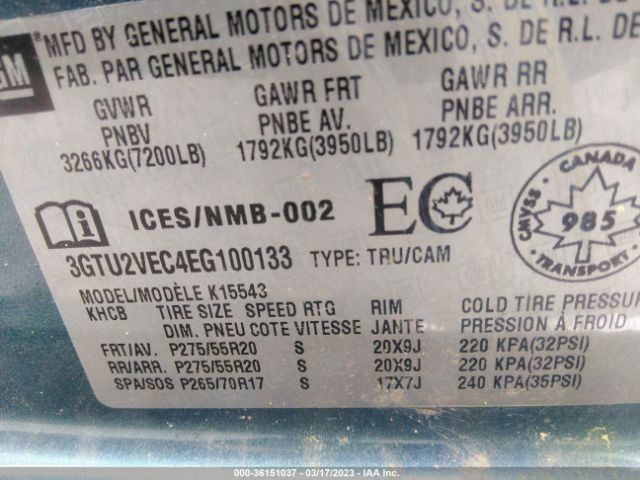 GM
MFD BY GENERAL MOTORS DE MEXICO, S. DE R.L. DE
FAB. PAR GENERAL MOTORS DE MEXICO, S. DE R.L. DE
GVWR GAWR FRT GAWR RR
PNBV PNBE AV. PNBE ARR.
3266KG(7200LB) 1792KG(3950LB) 1792KG(3950LB)
i ICES/NMB-002 EC
CANADA
CMVSS 985 NSVAC
TRANSPORT
3GTU2VEC4EG100133 TYPE: TRU/CAM
MODEL/MODÈLE K15543
KHCB TIRE SIZE SPEED RTG RIM COLD TIRE PRESSUR
DIM. PNEU COTE VITESSE JANTE PRESSION À FROID
FRT/AV. P275/55R20 S 20X9J 220 KPA(32PSI)
RR/ARR. P275/55R20 S 20X9J 220 KPA(32PSI)
SPA/SOS P265/70R17 S 17X7J 240 KPA(35PSI)
000-36151037 - 03/17/2023 - IAA Inc.